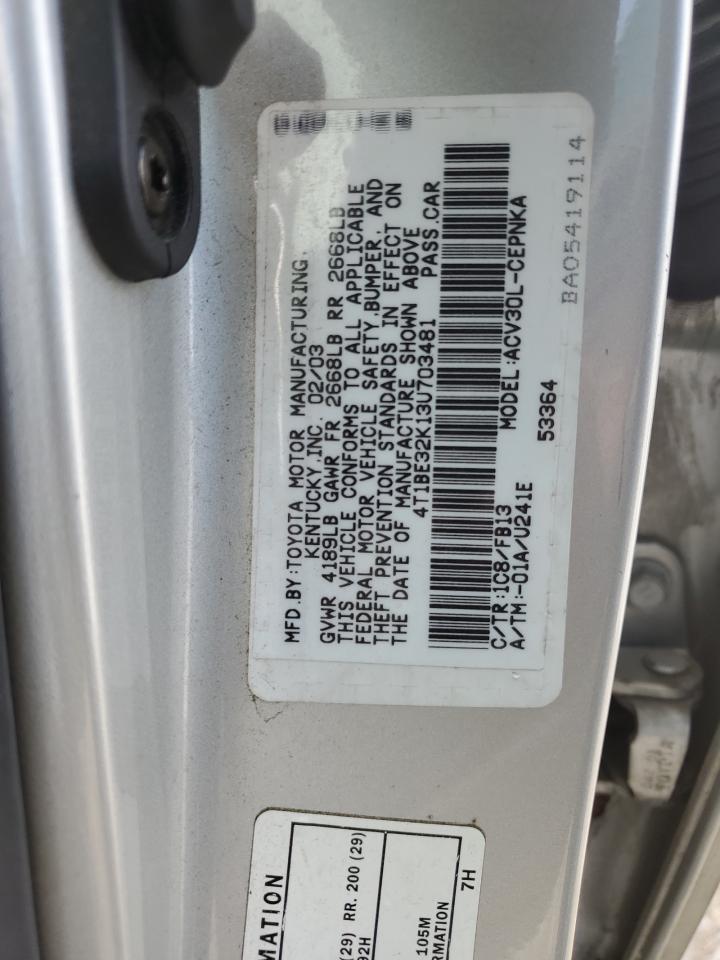 MFD.BY:TOYOTA MOTOR MANUFACTURING,
KENTUCKY,INC. 02/03
GVWR 4189LB GAWR FR 2668LB RR 2668LB
THIS VEHICLE CONFORMS TO ALL APPLICABLE
FEDERAL MOTOR VEHICLE SAFETY,BUMPER, AND
THEFT PREVENTION STANDARDS IN EFFECT ON
THE DATE OF MANUFACTURE SHOWN ABOVE
4T1BE32K13U703481 PASS.CAR
C/TR:1C8/FB13 MODEL:ACV30L-CEPNKA
A/TM:-01A/U241E 53364
BA05419114
MATION
(29) RR. 200 (29)
92H
105M
RMATION
7H